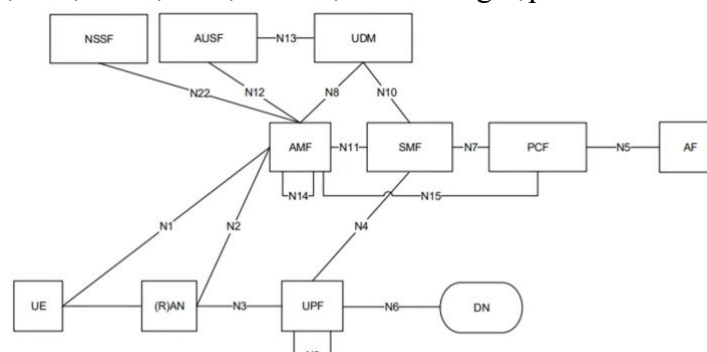 NSSF AUSF N13 UDM
N22 N12 N8 N10
AMF N11 SMF N7 PCF N5 AF
N14 N15
N1 N2 N4
UE (R)AN N3 UPF N6 DN